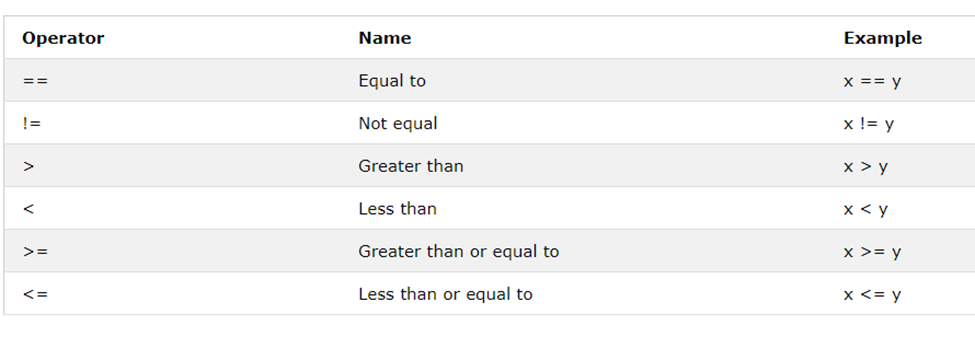 Operator Name Example
== Equal to x == y
!= Not equal x != y
> Greater than x > y
< Less than x < y
>= Greater than or equal to x >= y
<= Less than or equal to x <= y